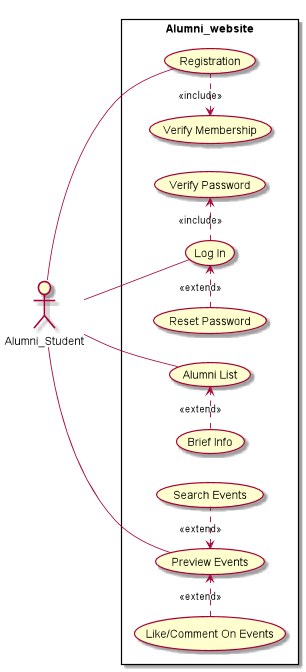 Alumni_website
Registration
«include»
Verify Membership
Verify Password
«include»
Log In
«extend»
Reset Password
Alumni_Student
Alumni List
«extend»
Brief Info
Search Events
«extend»
Preview Events
«extend»
Like/Comment On Events